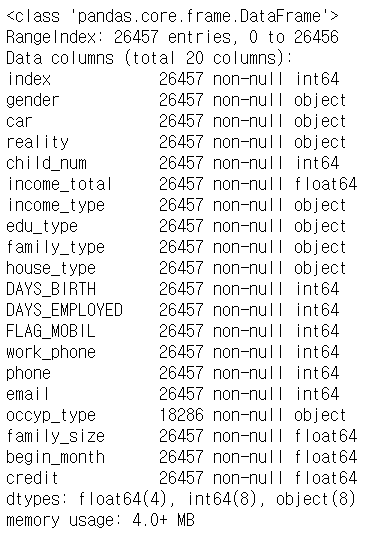 <class 'pandas.core.frame.DataFrame'>
RangeIndex: 26457 entries, 0 to 26456
Data columns (total 20 columns):
index            26457 non-null int64
gender           26457 non-null object
car              26457 non-null object
reality          26457 non-null object
child_num        26457 non-null int64
income_total     26457 non-null float64
income_type      26457 non-null object
edu_type         26457 non-null object
family_type      26457 non-null object
house_type       26457 non-null object
DAYS_BIRTH       26457 non-null int64
DAYS_EMPLOYED    26457 non-null int64
FLAG_MOBIL       26457 non-null int64
work_phone       26457 non-null int64
phone            26457 non-null int64
email            26457 non-null int64
occyp_type       18286 non-null object
family_size      26457 non-null float64
begin_month      26457 non-null float64
credit           26457 non-null float64
dtypes: float64(4), int64(8), object(8)
memory usage: 4.0+ MB